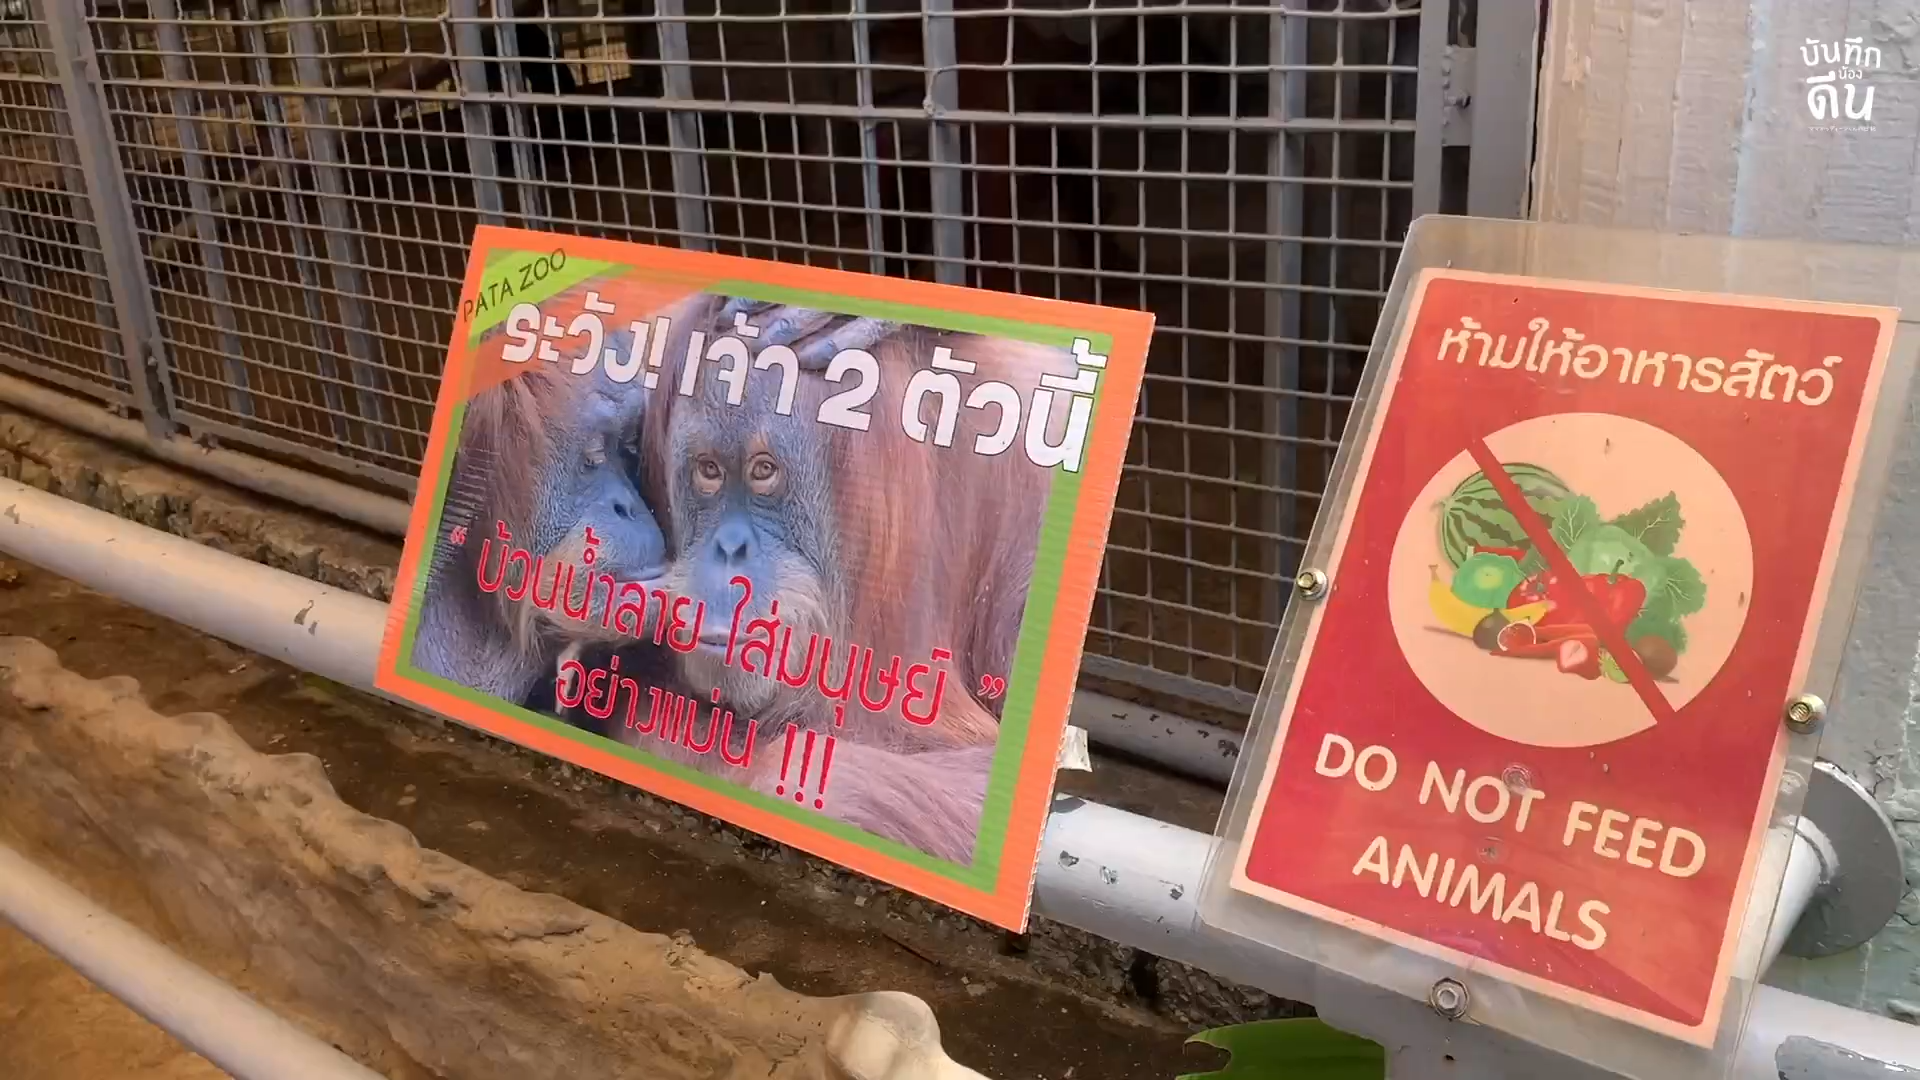 บันทึก
น้อง
ดีน
PATA ZOO
ระวัง! เจ้า 2 ตัวนี้
“ บ้วนน้ำลาย ใส่มนุษย์ ”
อย่างแม่น !!!
ห้ามให้อาหารสัตว์
DO NOT FEED
ANIMALS